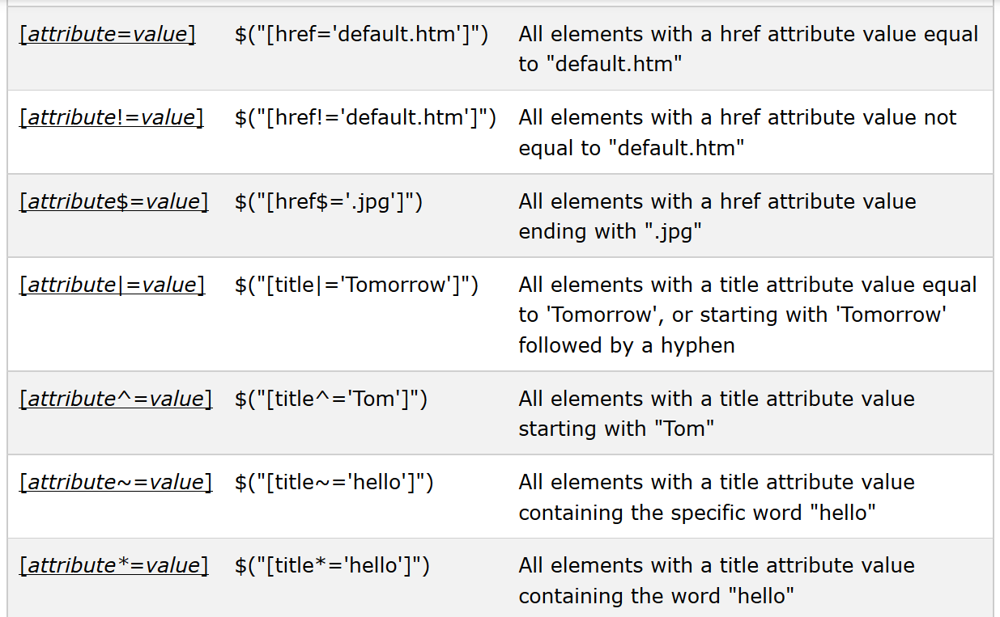 [attribute=value] $("[href='default.htm']") All elements with a href attribute value equal
to "default.htm"
[attribute!=value] $("[href!='default.htm']") All elements with a href attribute value not
equal to "default.htm"
[attribute$=value] $("[href$='.jpg']") All elements with a href attribute value
ending with ".jpg"
[attribute|=value] $("[title|='Tomorrow']") All elements with a title attribute value equal
to 'Tomorrow', or starting with 'Tomorrow'
followed by a hyphen
[attribute^=value] $("[title^='Tom']") All elements with a title attribute value
starting with "Tom"
[attribute~=value] $("[title~='hello']") All elements with a title attribute value
containing the specific word "hello"
[attribute*=value] $("[title*='hello']") All elements with a title attribute value
containing the word "hello"